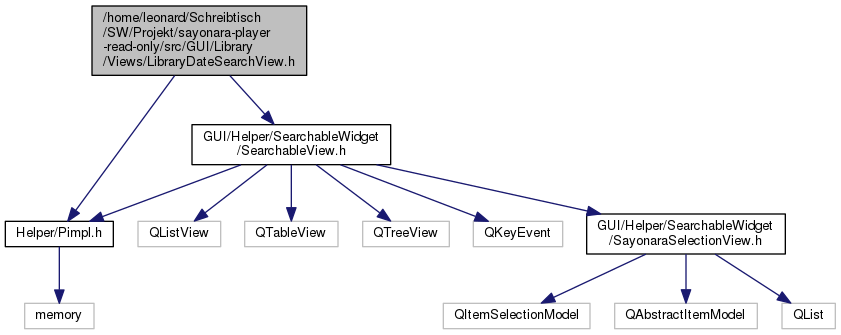 /home/leonard/Schreibtisch
/SW/Projekt/sayonara-player
-read-only/src/GUI/Library
/Views/LibraryDateSearchView.h
GUI/Helper/SearchableWidget
/SearchableView.h
Helper/Pimpl.h
QListView
QTableView
QTreeView
QKeyEvent
GUI/Helper/SearchableWidget
/SayonaraSelectionView.h
memory
QItemSelectionModel
QAbstractItemModel
QList